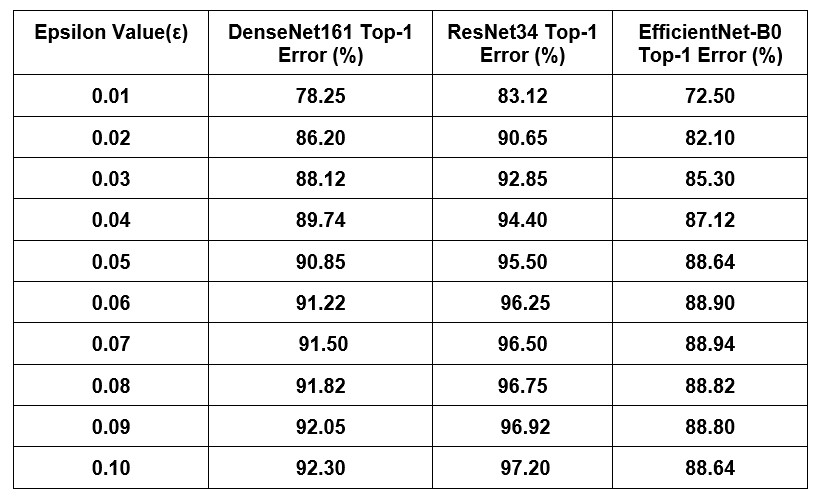 Epsilon Value(ε) DenseNet161 Top-1 Error (%) ResNet34 Top-1 Error (%) EfficientNet-B0 Top-1 Error (%)
0.01 78.25 83.12 72.50
0.02 86.20 90.65 82.10
0.03 88.12 92.85 85.30
0.04 89.74 94.40 87.12
0.05 90.85 95.50 88.64
0.06 91.22 96.25 88.90
0.07 91.50 96.50 88.94
0.08 91.82 96.75 88.82
0.09 92.05 96.92 88.80
0.10 92.30 97.20 88.64